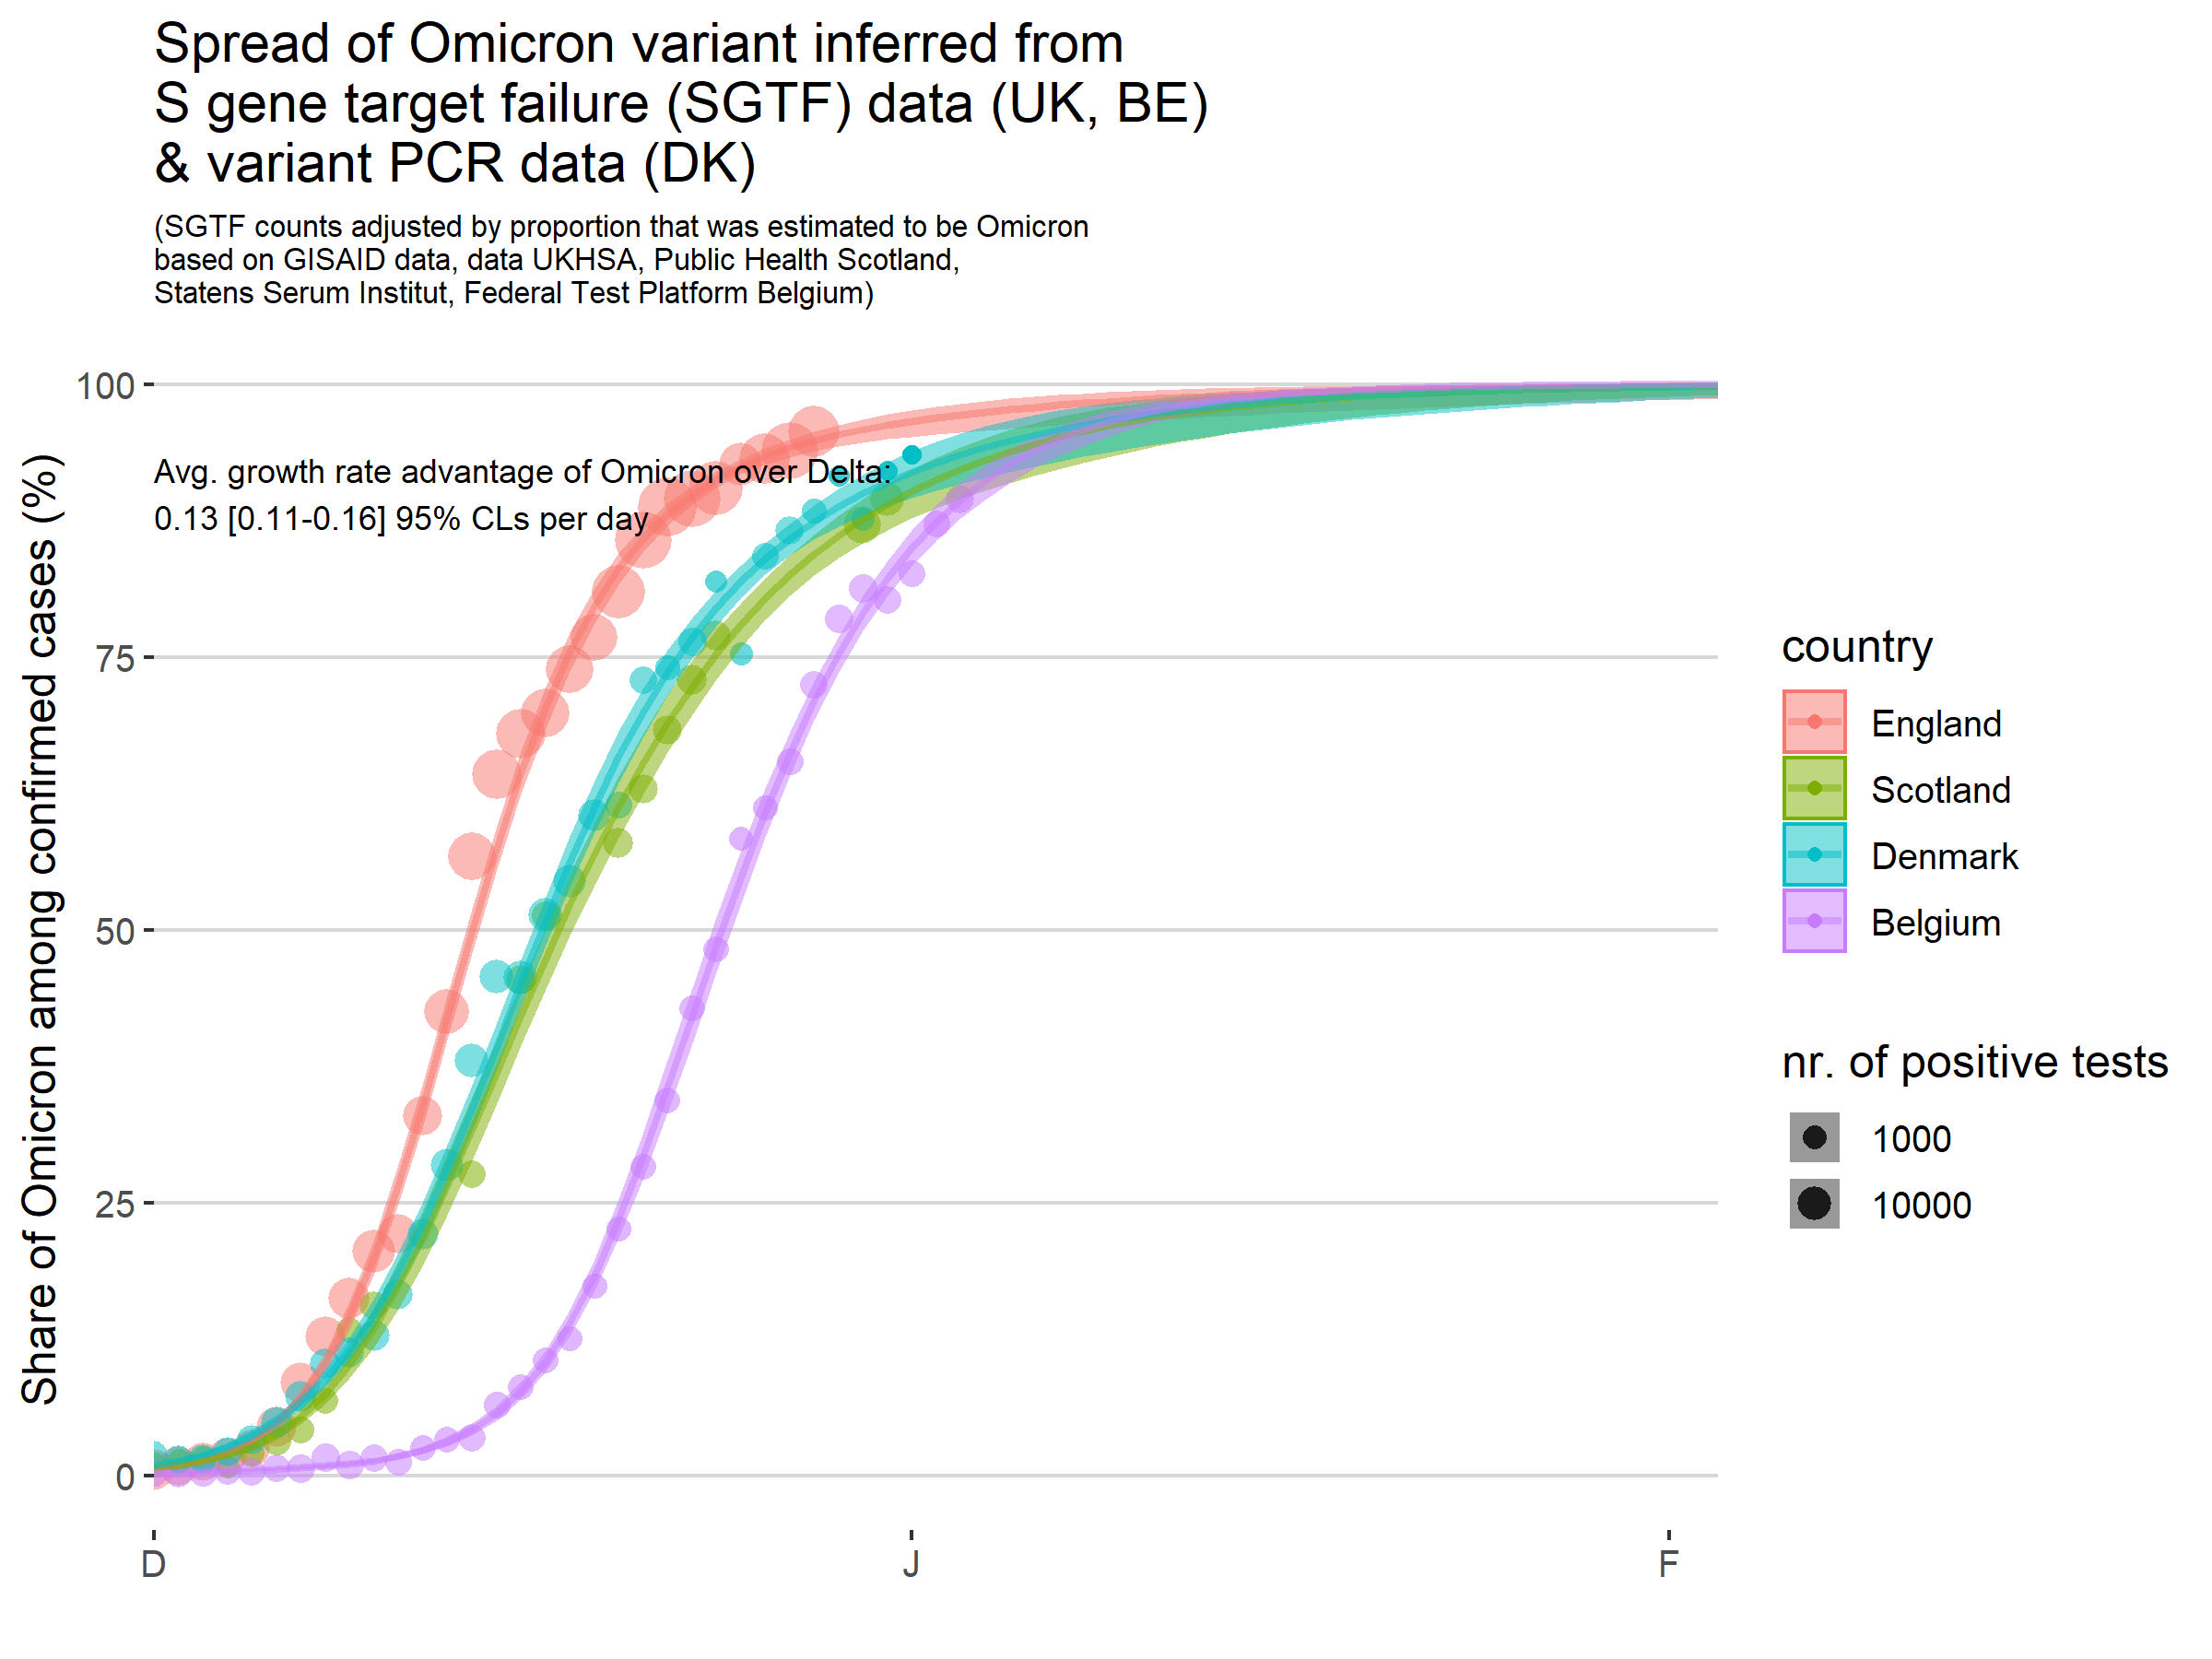 Spread of Omicron variant inferred from
S gene target failure (SGTF) data (UK, BE)
& variant PCR data (DK)
(SGTF counts adjusted by proportion that was estimated to be Omicron
based on GISAID data, data UKHSA, Public Health Scotland,
Statens Serum Institut, Federal Test Platform Belgium)
Share of Omicron among confirmed cases (%)
100
75
50
25
0
Avg. growth rate advantage of Omicron over Delta:
0.13 [0.11-0.16] 95% CLs per day
D
J
F
country
England
Scotland
Denmark
Belgium
nr. of positive tests
1000
10000